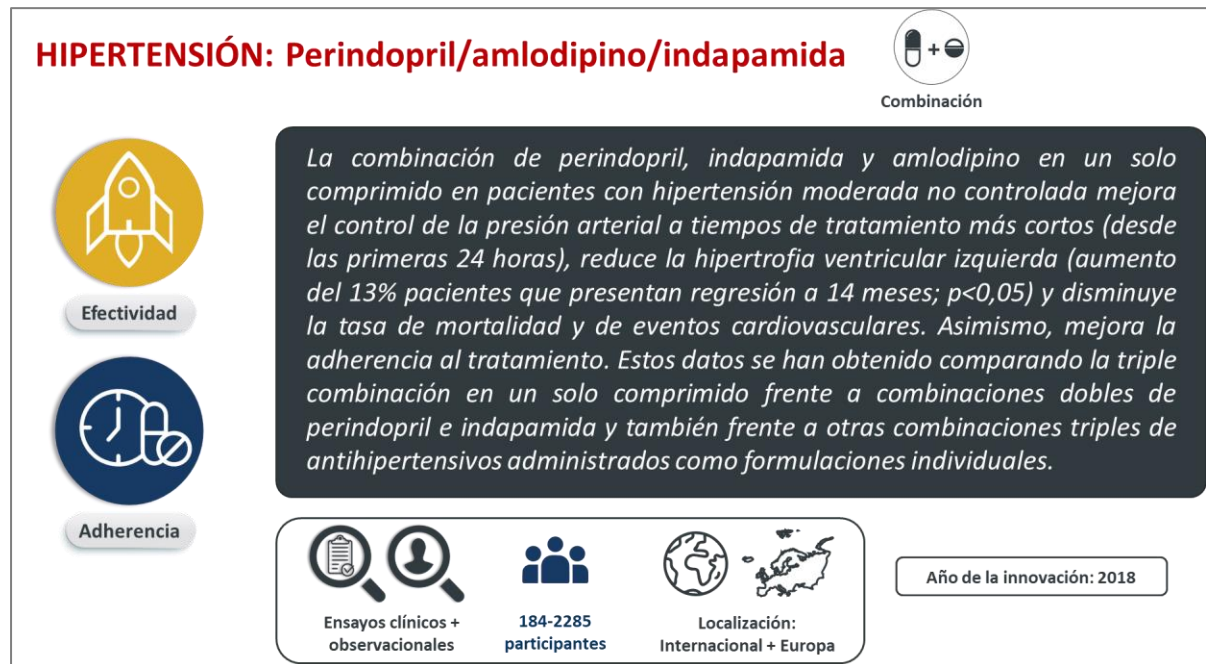 HIPERTENSIÓN: Perindopril/amlodipino/indapamida
Combinación
Efectividad
Adherencia
La combinación de perindopril, indapamida y amlodipino en un solo
comprimido en pacientes con hipertensión moderada no controlada mejora
el control de la presión arterial a tiempos de tratamiento más cortos (desde
las primeras 24 horas), reduce la hipertrofia ventricular izquierda (aumento
del 13% pacientes que presentan regresión a 14 meses; p<0,05) y disminuye
la tasa de mortalidad y de eventos cardiovasculares. Asimismo, mejora la
adherencia al tratamiento. Estos datos se han obtenido comparando la triple
combinación en un solo comprimido frente a combinaciones dobles de
perindopril e indapamida y también frente a otras combinaciones triples de
antihipertensivos administrados como formulaciones individuales.
Ensayos clínicos +
observacionales
184-2285
participantes
Localización:
Internacional + Europa
Año de la innovación: 2018